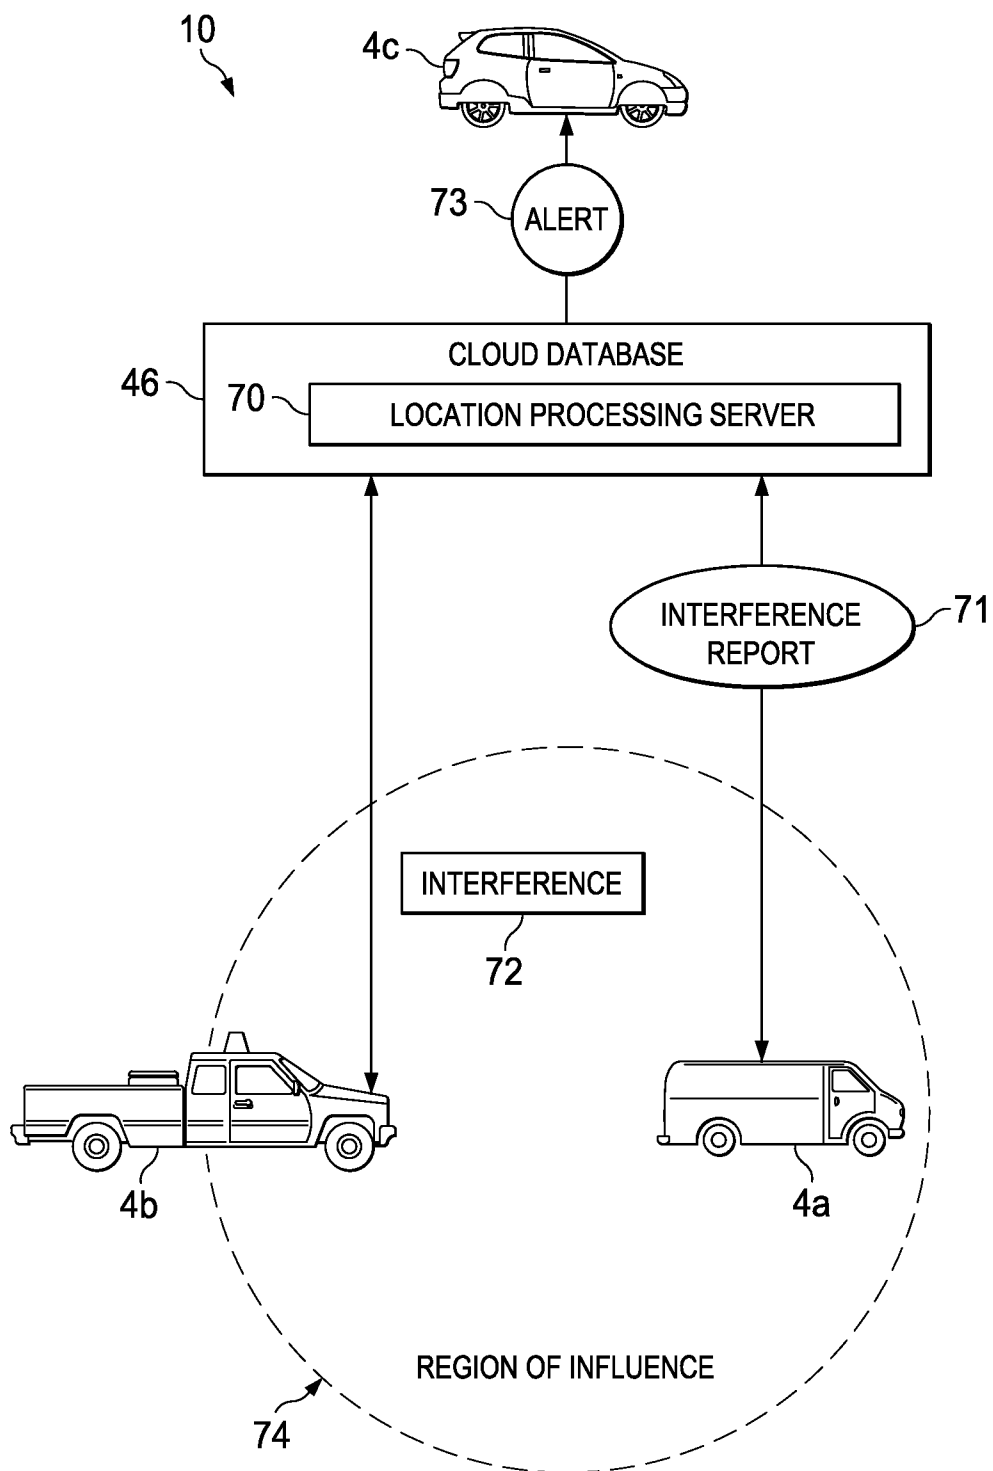 10
4c
73
ALERT
CLOUD DATABASE
46
70
LOCATION PROCESSING SERVER
INTERFERENCE
REPORT
71
INTERFERENCE
72
4b
4a
REGION OF INFLUENCE
74